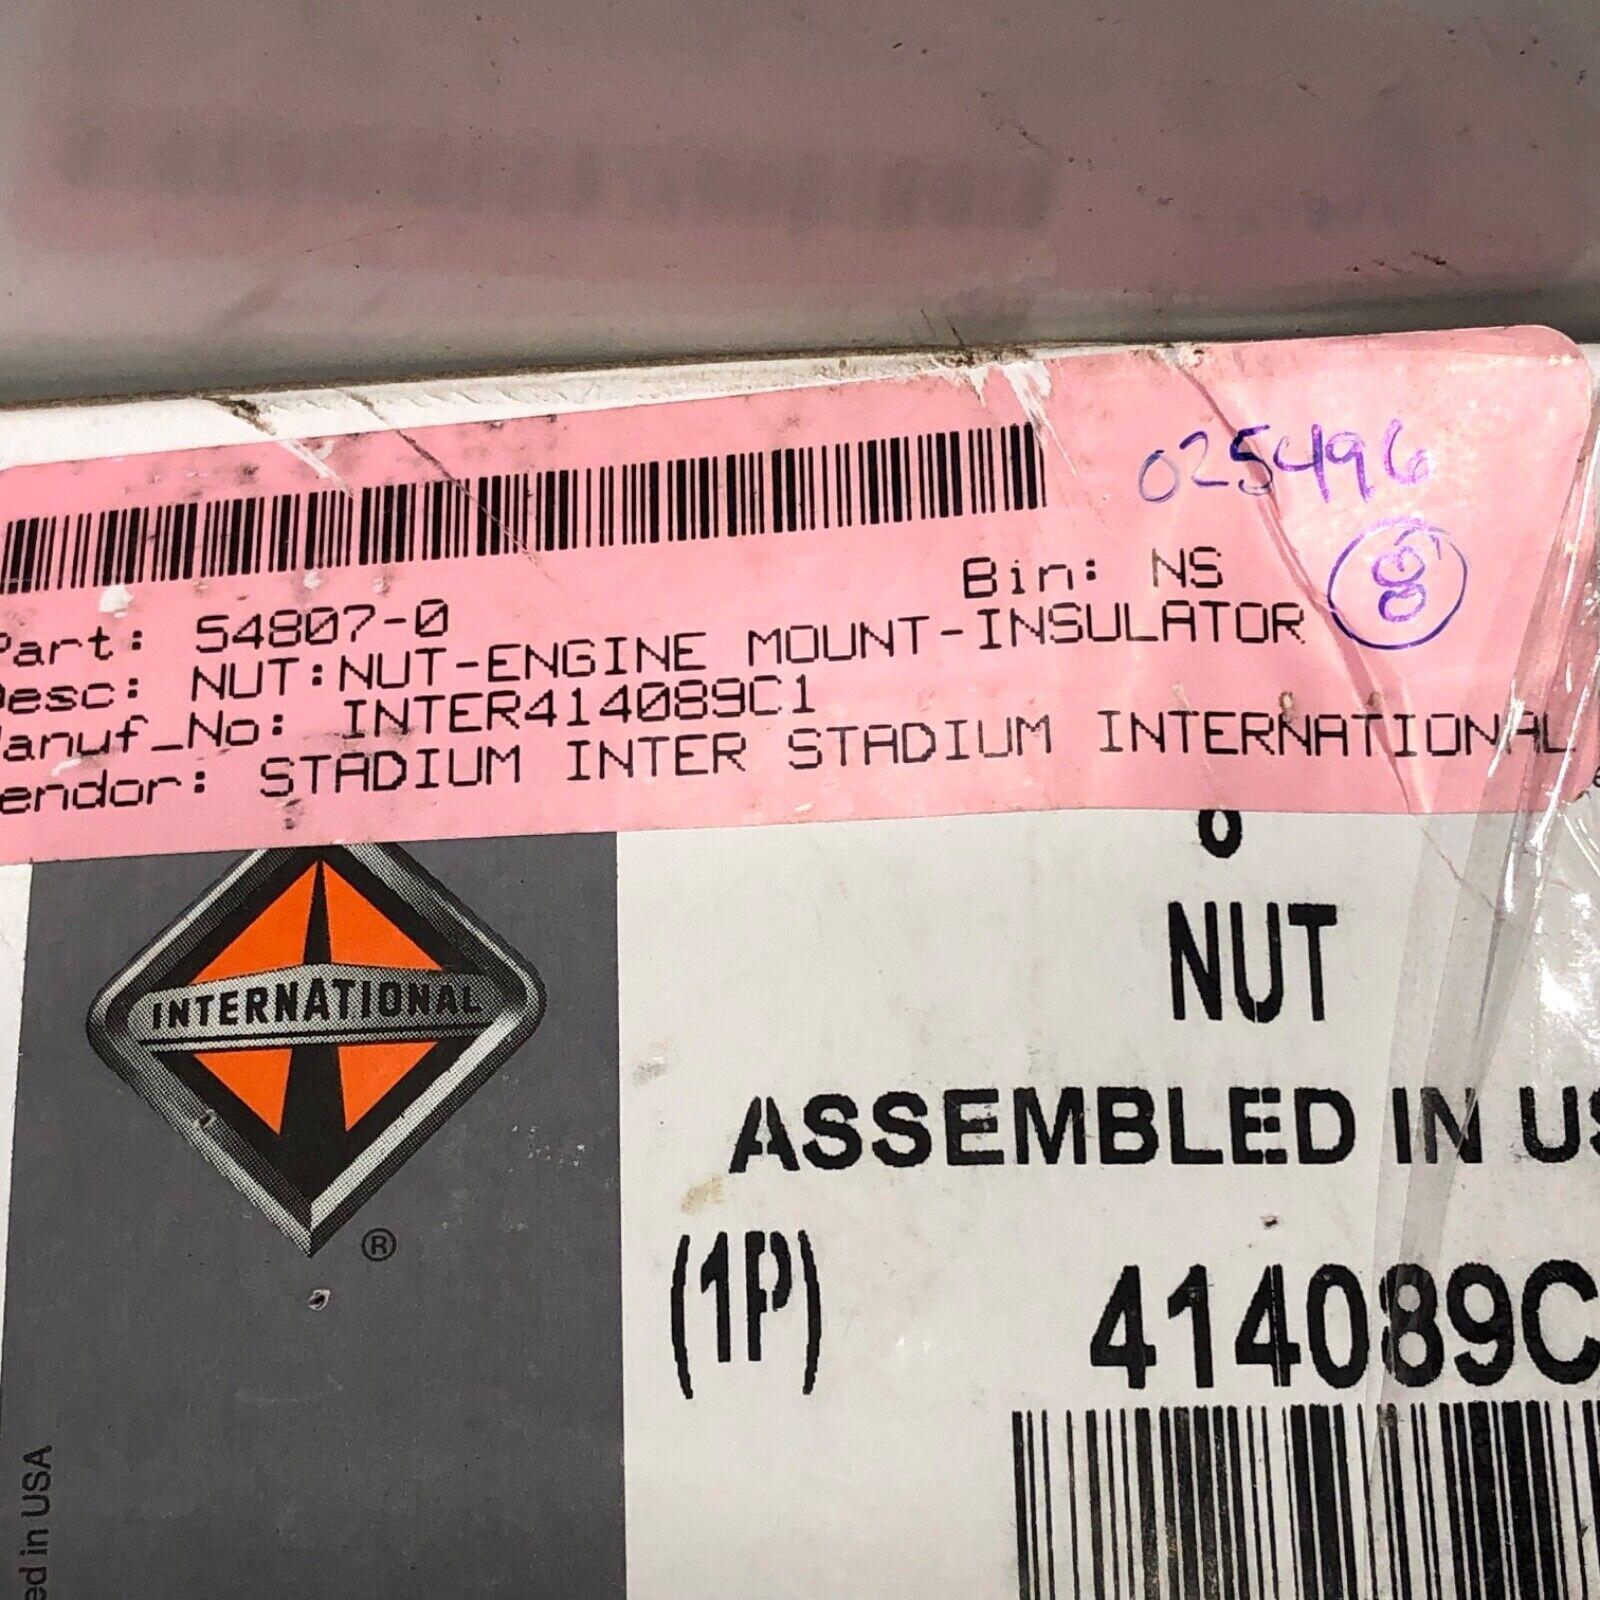 025496
8
Bin: NS
Part: 54807-0
Desc: NUT:NUT-ENGINE MOUNT-INSULATOR
Manuf_No: INTER414089C1
Vendor: STADIUM INTER STADIUM INTERNATIONAL
INTERNATIONAL
®
NUT
ASSEMBLED IN US
(1P) 414089C
ed in USA